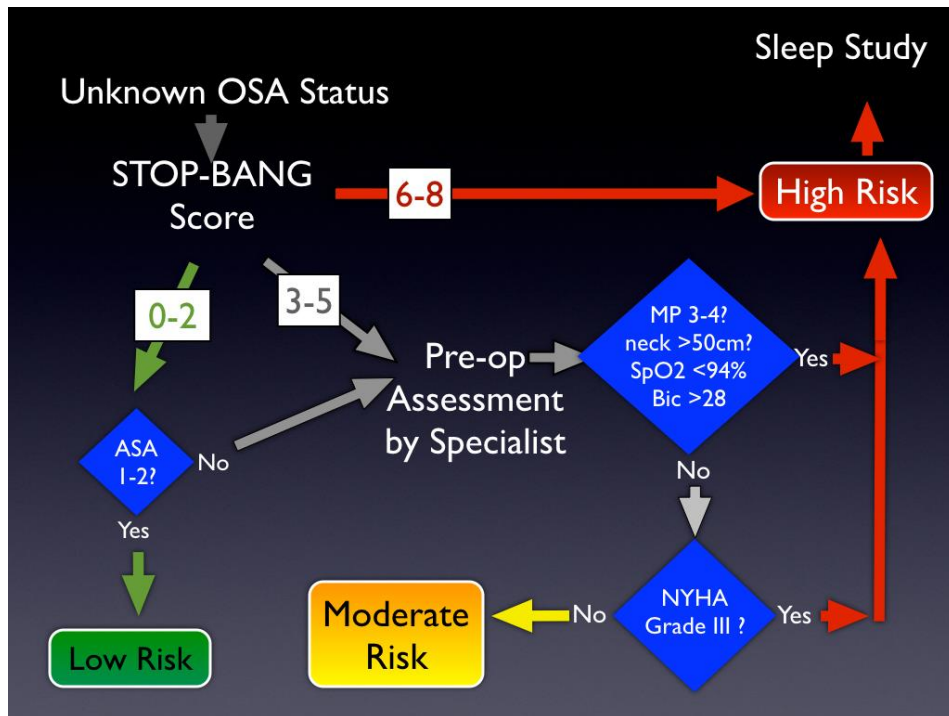 Sleep Study
Unknown OSA Status
STOP-BANG
Score
6-8
High Risk
0-2
3-5
MP 3-4?
neck >50cm?
SpO2 <94%
Bic >28
Yes
Pre-op
Assessment
by Specialist
ASA
1-2?
No
No
Yes
NYHA
Grade III ?
No
Yes
Moderate
Risk
Low Risk